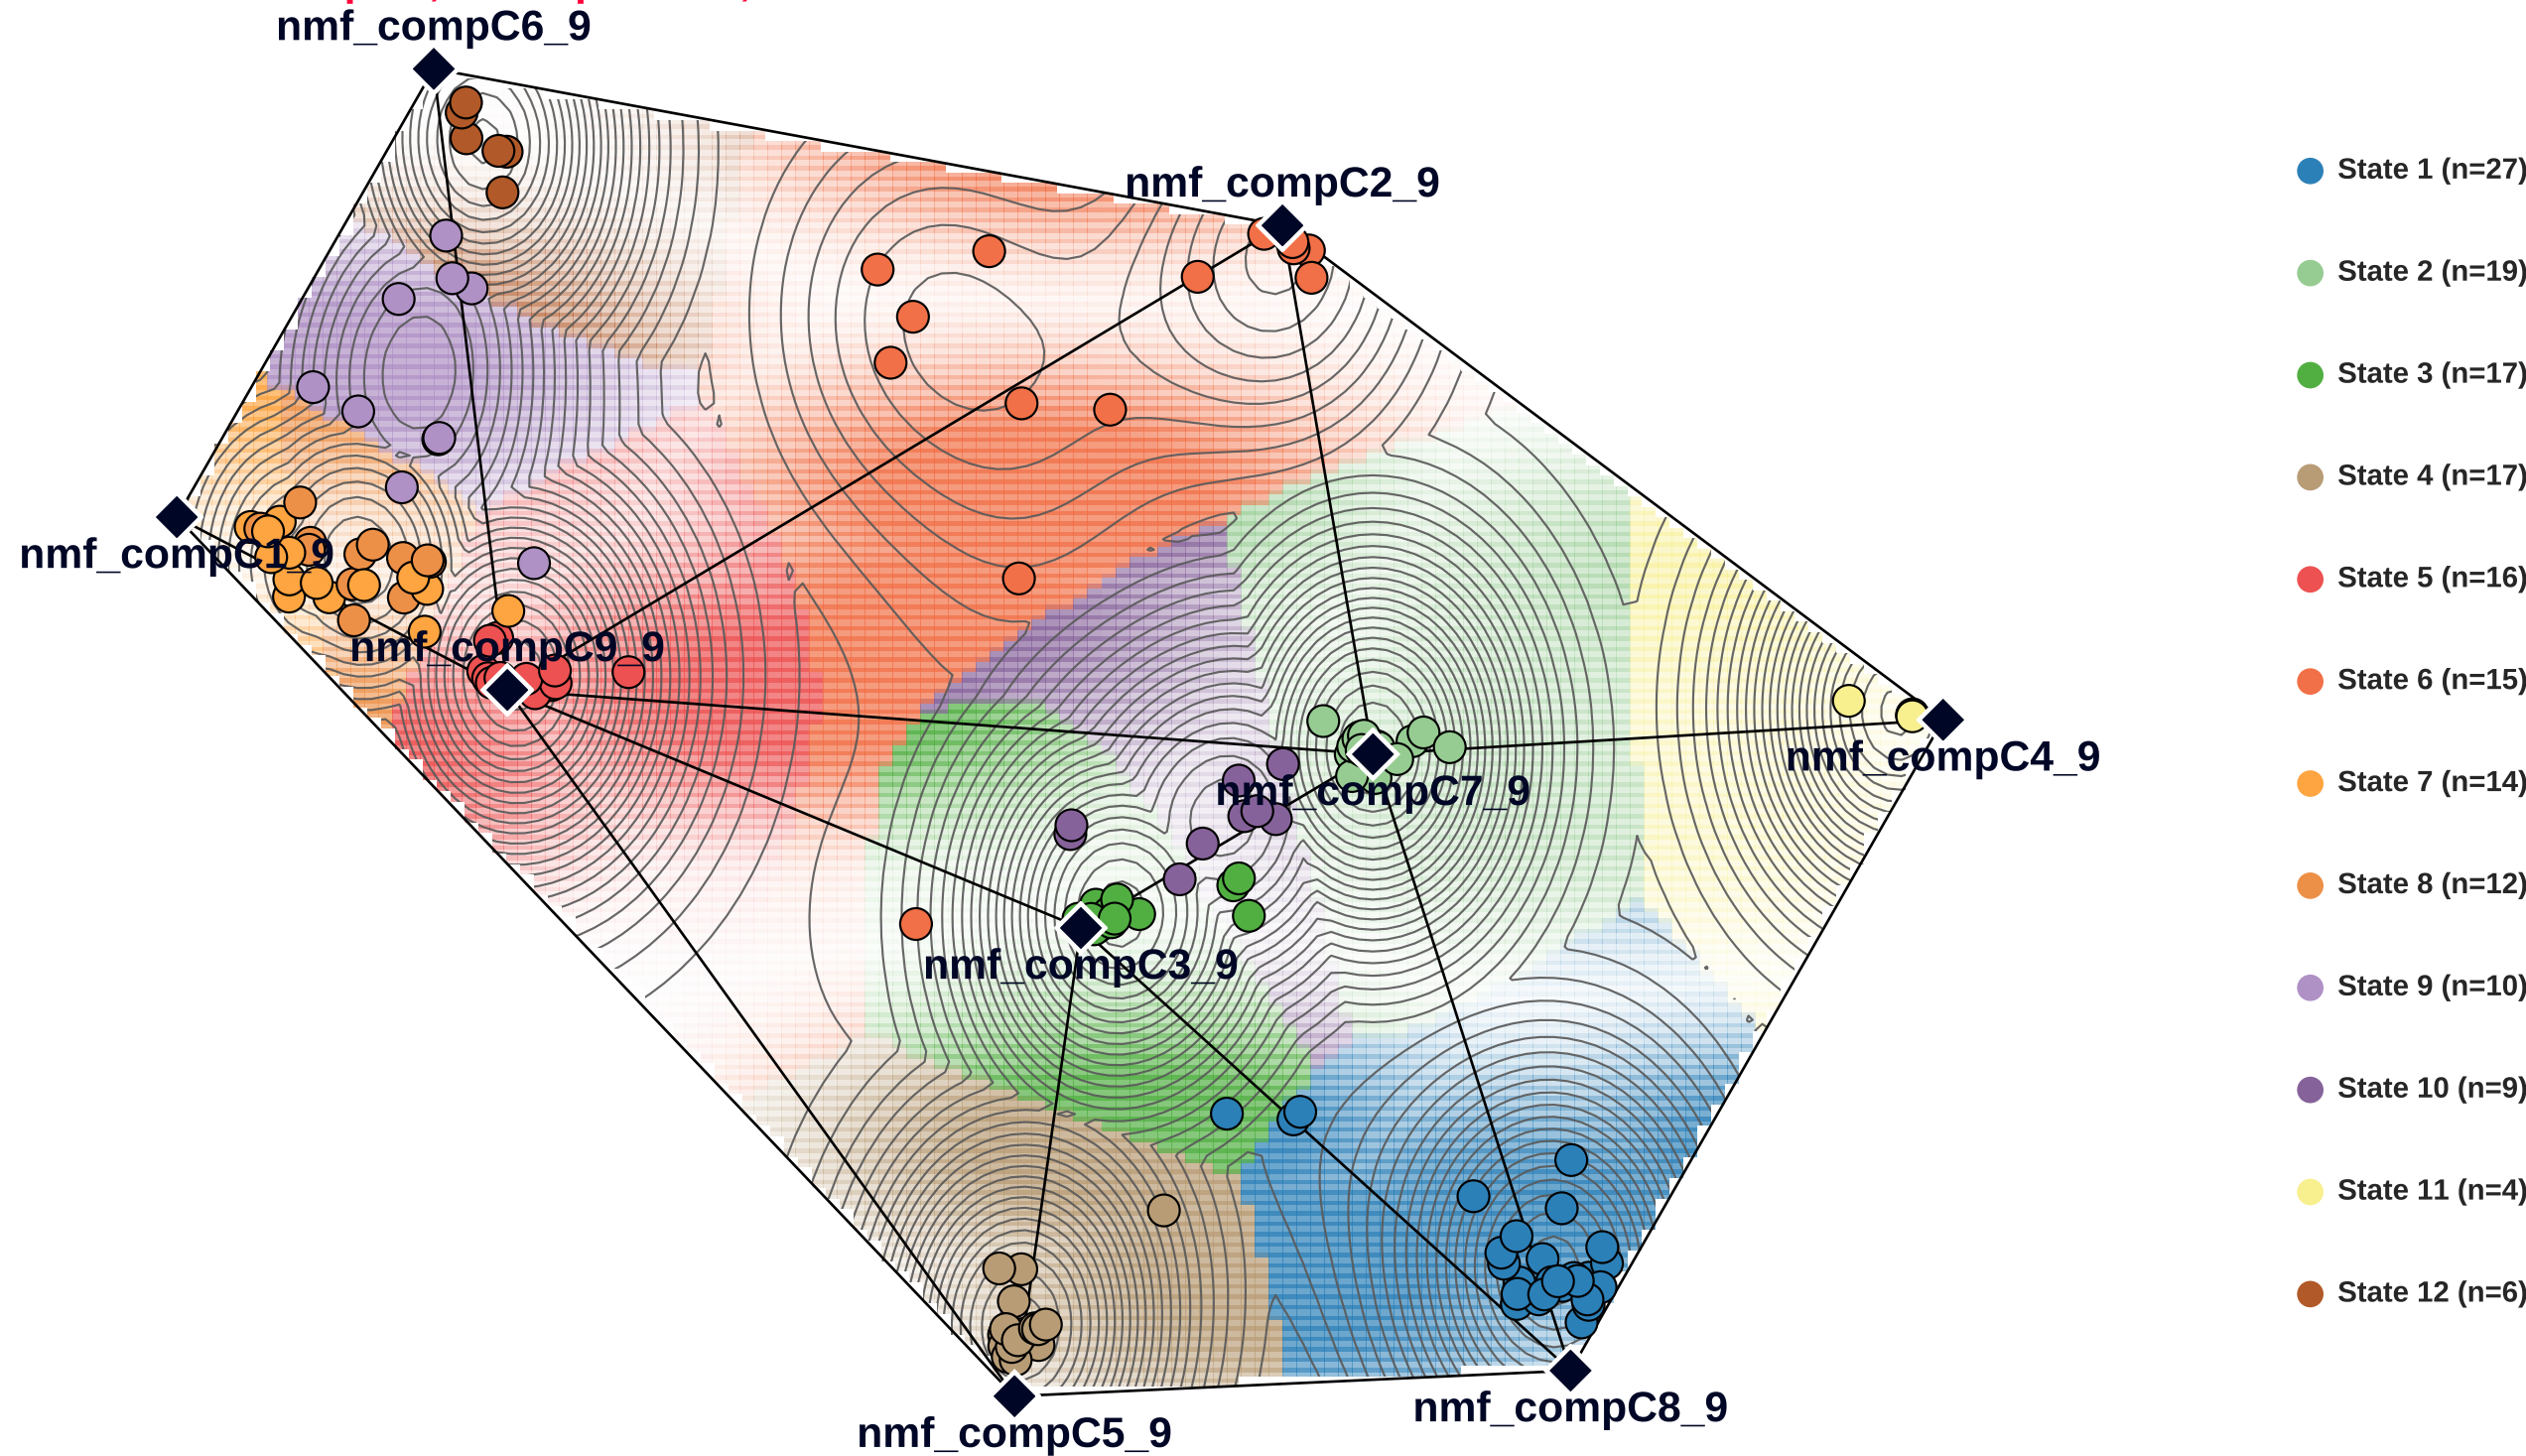 nmf_compC6_9
nmf_compC2_9
nmf_compC1_9
nmf_compC9_9
nmf_compC4_9
nmf_compC7_9
nmf_compC3_9
nmf_compC8_9
nmf_compC5_9
State 1 (n=27)
State 2 (n=19)
State 3 (n=17)
State 4 (n=17)
State 5 (n=16)
State 6 (n=15)
State 7 (n=14)
State 8 (n=12)
State 9 (n=10)
State 10 (n=9)
State 11 (n=4)
State 12 (n=6)